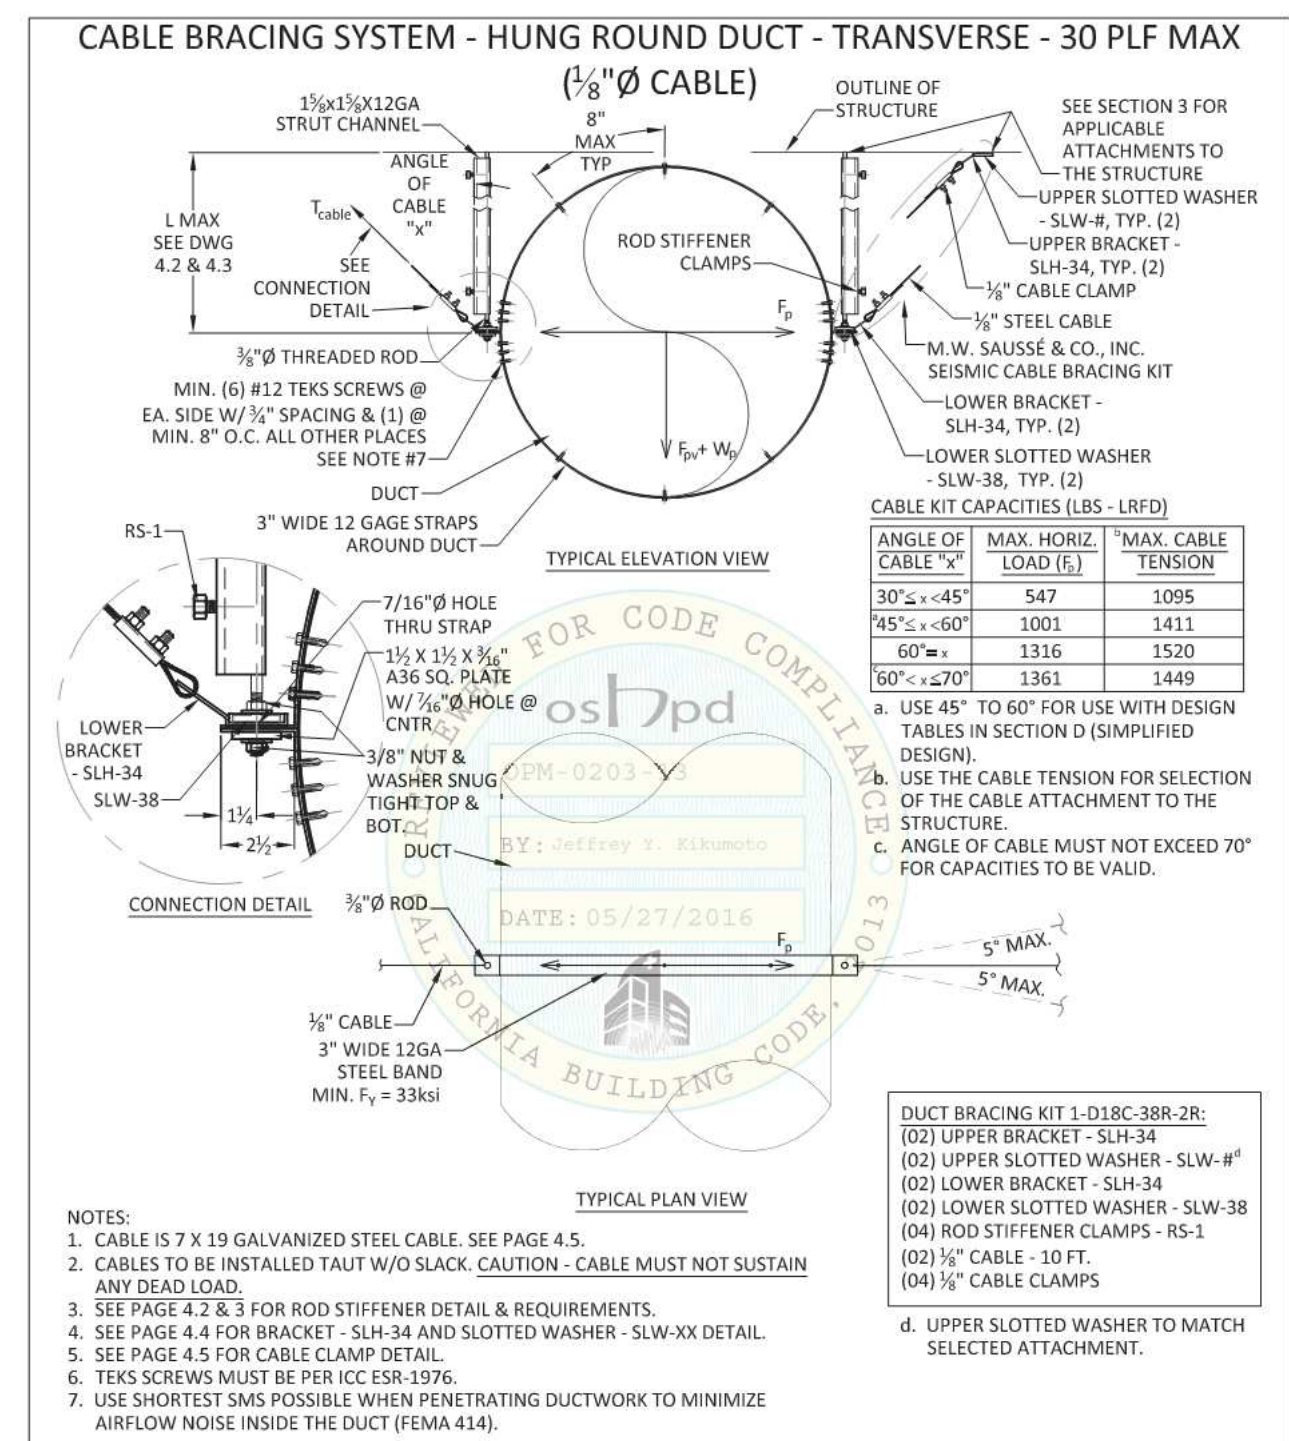 CABLE BRACING SYSTEM - HUNG ROUND DUCT - TRANSVERSE - 30 PLF MAX
(⅛"Ø CABLE)
1⅝x1⅝X12GA
STRUT CHANNEL
8"
MAX
TYP
OUTLINE OF
STRUCTURE
SEE SECTION 3 FOR
APPLICABLE
ATTACHMENTS TO
THE STRUCTURE
ANGLE
OF
CABLE
"x"
Tcable
L MAX
SEE DWG
4.2 & 4.3
SEE
CONNECTION
DETAIL
ROD STIFFENER
CLAMPS
UPPER SLOTTED WASHER
- SLW-#, TYP. (2)
UPPER BRACKET -
SLH-34, TYP. (2)
⅛" CABLE CLAMP
⅛" STEEL CABLE
M.W. SAUSSÉ & CO., INC.
SEISMIC CABLE BRACING KIT
LOWER BRACKET -
SLH-34, TYP. (2)
LOWER SLOTTED WASHER
- SLW-38, TYP. (2)
Fp
⅜"Ø THREADED ROD
MIN. (6) #12 TEKS SCREWS @
EA. SIDE W/ ¾" SPACING & (1) @
MIN. 8" O.C. ALL OTHER PLACES
SEE NOTE #7
Fpv+ Wp
DUCT
3" WIDE 12 GAGE STRAPS
AROUND DUCT
TYPICAL ELEVATION VIEW
CABLE KIT CAPACITIES (LBS - LRFD)
ANGLE OF CABLE "x" MAX. HORIZ. LOAD (Fp) bMAX. CABLE TENSION
30°≤ x <45° 547 1095
a45°≤ x <60° 1001 1411
60°= x 1316 1520
c60°< x ≤70° 1361 1449
a. USE 45° TO 60° FOR USE WITH DESIGN
TABLES IN SECTION D (SIMPLIFIED
DESIGN).
b. USE THE CABLE TENSION FOR SELECTION
OF THE CABLE ATTACHMENT TO THE
STRUCTURE.
c. ANGLE OF CABLE MUST NOT EXCEED 70°
FOR CAPACITIES TO BE VALID.
RS-1
7/16"Ø HOLE
THRU STRAP
1½ X 1½ X 3/16"
A36 SQ. PLATE
W/ 7/16"Ø HOLE @
CNTR
3/8" NUT &
WASHER SNUG
TIGHT TOP &
BOT.
LOWER
BRACKET
- SLH-34
SLW-38
1¼
2½
CONNECTION DETAIL
REVIEWED FOR CODE COMPLIANCE
oshpd
OPM-0203-13
BY: Jeffrey Y. Kikumoto
DATE: 05/27/2016
CALIFORNIA BUILDING CODE, 2013
DUCT
⅜"Ø ROD
Fp
5° MAX.
5° MAX.
⅛" CABLE
3" WIDE 12GA
STEEL BAND
MIN. FY = 33ksi
TYPICAL PLAN VIEW
DUCT BRACING KIT 1-D18C-38R-2R:
(02) UPPER BRACKET - SLH-34
(02) UPPER SLOTTED WASHER - SLW-#d
(02) LOWER BRACKET - SLH-34
(02) LOWER SLOTTED WASHER - SLW-38
(04) ROD STIFFENER CLAMPS - RS-1
(02) ⅛" CABLE - 10 FT.
(04) ⅛" CABLE CLAMPS
d. UPPER SLOTTED WASHER TO MATCH
SELECTED ATTACHMENT.
NOTES:
1. CABLE IS 7 X 19 GALVANIZED STEEL CABLE. SEE PAGE 4.5.
2. CABLES TO BE INSTALLED TAUT W/O SLACK. CAUTION - CABLE MUST NOT SUSTAIN
ANY DEAD LOAD.
3. SEE PAGE 4.2 & 3 FOR ROD STIFFENER DETAIL & REQUIREMENTS.
4. SEE PAGE 4.4 FOR BRACKET - SLH-34 AND SLOTTED WASHER - SLW-XX DETAIL.
5. SEE PAGE 4.5 FOR CABLE CLAMP DETAIL.
6. TEKS SCREWS MUST BE PER ICC ESR-1976.
7. USE SHORTEST SMS POSSIBLE WHEN PENETRATING DUCTWORK TO MINIMIZE
AIRFLOW NOISE INSIDE THE DUCT (FEMA 414).